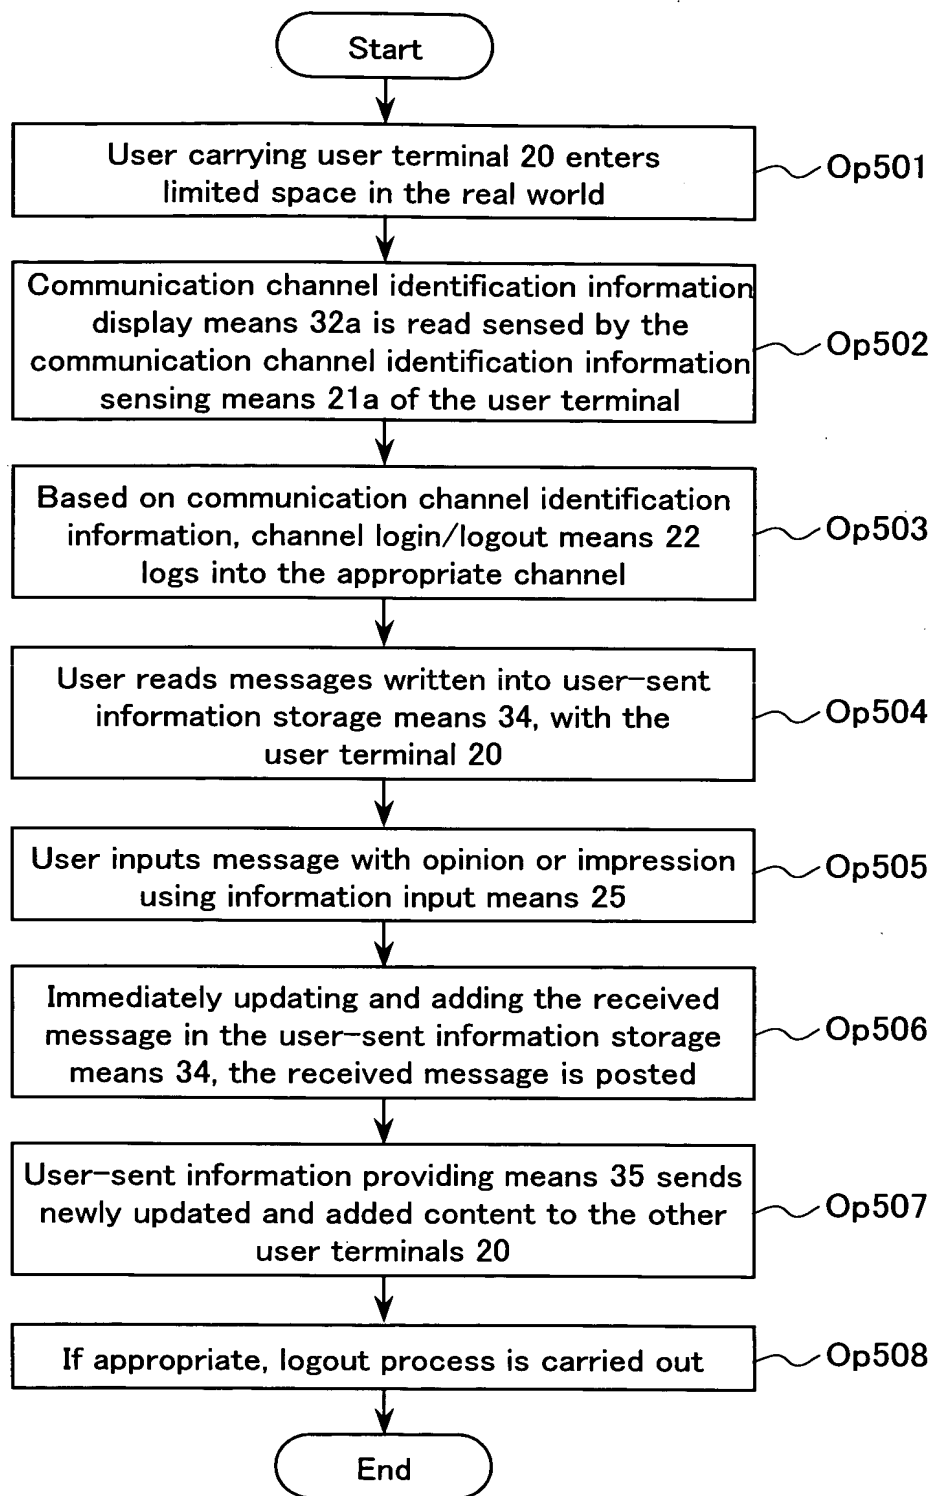 Start
User carrying user terminal 20 enters
limited space in the real world
Op501
Communication channel identification information
display means 32a is read sensed by the
communication channel identification information
sensing means 21a of the user terminal
Op502
Based on communication channel identification
information, channel login/logout means 22
logs into the appropriate channel
Op503
User reads messages written into user-sent
information storage means 34, with the
user terminal 20
Op504
User inputs message with opinion or impression
using information input means 25
Op505
Immediately updating and adding the received
message in the user-sent information storage
means 34, the received message is posted
Op506
User-sent information providing means 35 sends
newly updated and added content to the other
user terminals 20
Op507
If appropriate, logout process is carried out
Op508
End